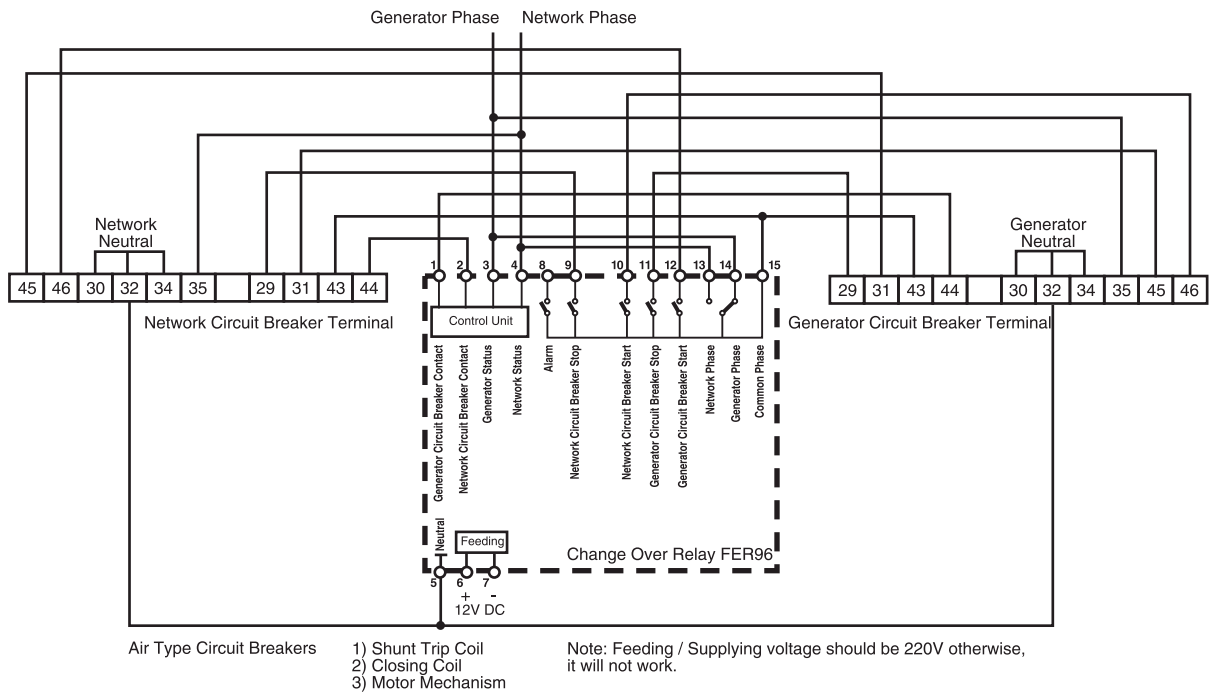 Generator Phase
Network Phase
Network
Neutral
Generator
Neutral
1
2
3
4
8
9
10
11
12
13
14
15
45
46
30
32
34
35
29
31
43
44
29
31
43
44
30
32
34
35
45
46
Network Circuit Breaker Terminal
Control Unit
Generator Circuit Breaker Terminal
Generator Circuit Breaker Contact
Network Circuit Breaker Contact
Generator Status
Network Status
Alarm
Network Circuit Breaker Stop
Network Circuit Breaker Start
Generator Circuit Breaker Stop
Generator Circuit Breaker Start
Network Phase
Generator Phase
Common Phase
Neutral
Feeding
Change Over Relay FER96
5
6
7
+
-
12V DC
Air Type Circuit Breakers
1) Shunt Trip Coil
2) Closing Coil
3) Motor Mechanism
Note: Feeding / Supplying voltage should be 220V otherwise,
it will not work.